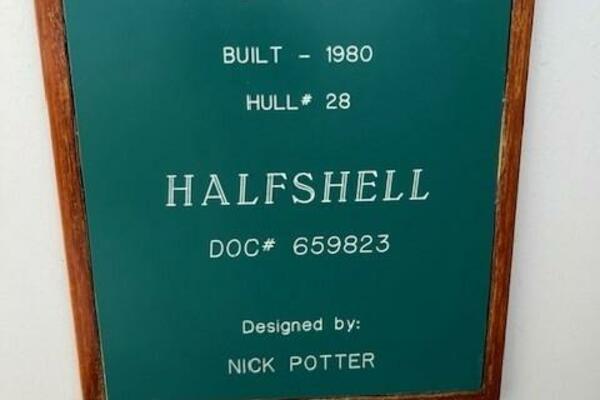 BUILT - 1980
HULL# 28
HALFSHELL
DOC# 659823
Designed by:
NICK POTTER